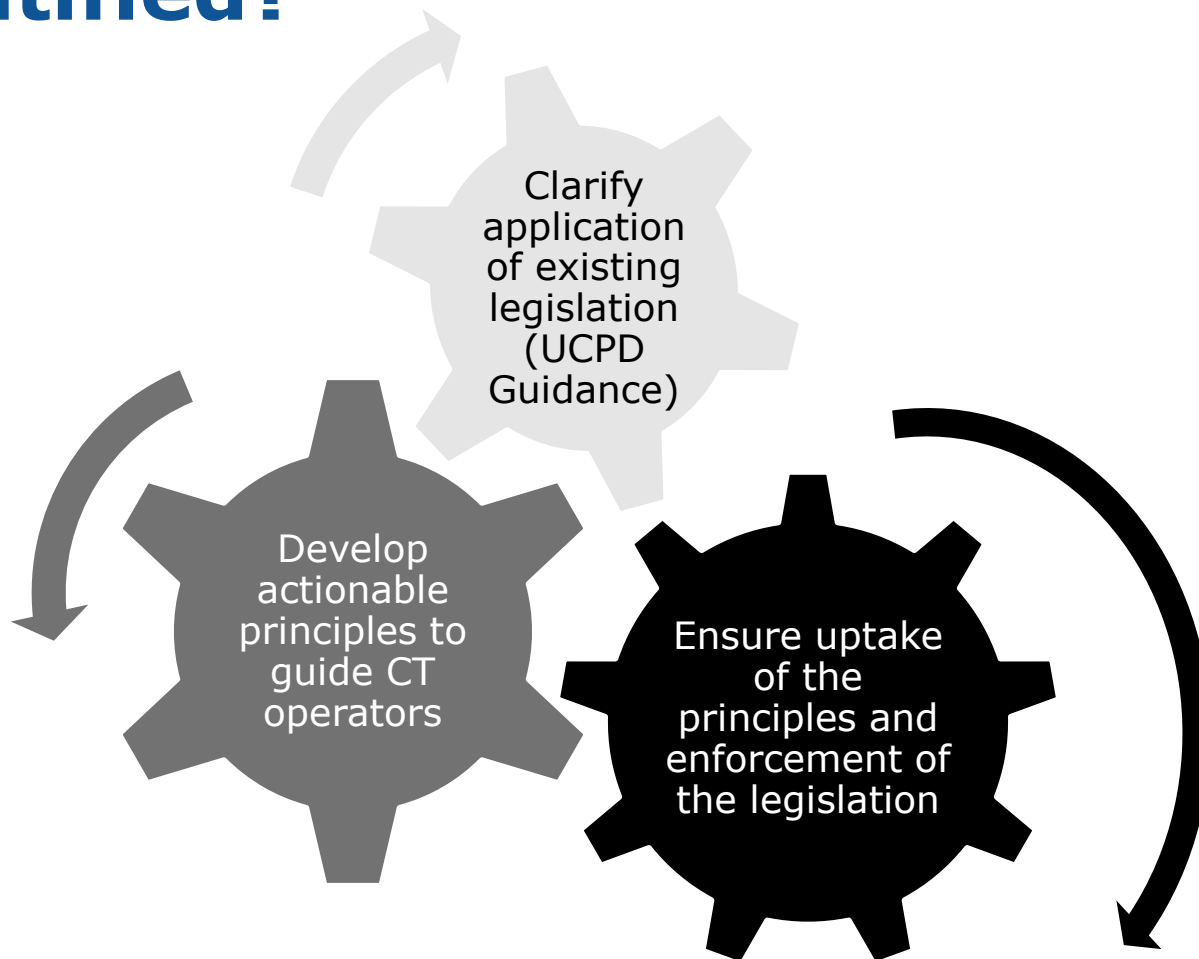 Clarify
application
of existing
legislation
(UCPD
Guidance)
Develop
actionable
principles to
guide CT
operators
Ensure uptake
of the
principles and
enforcement of
the legislation